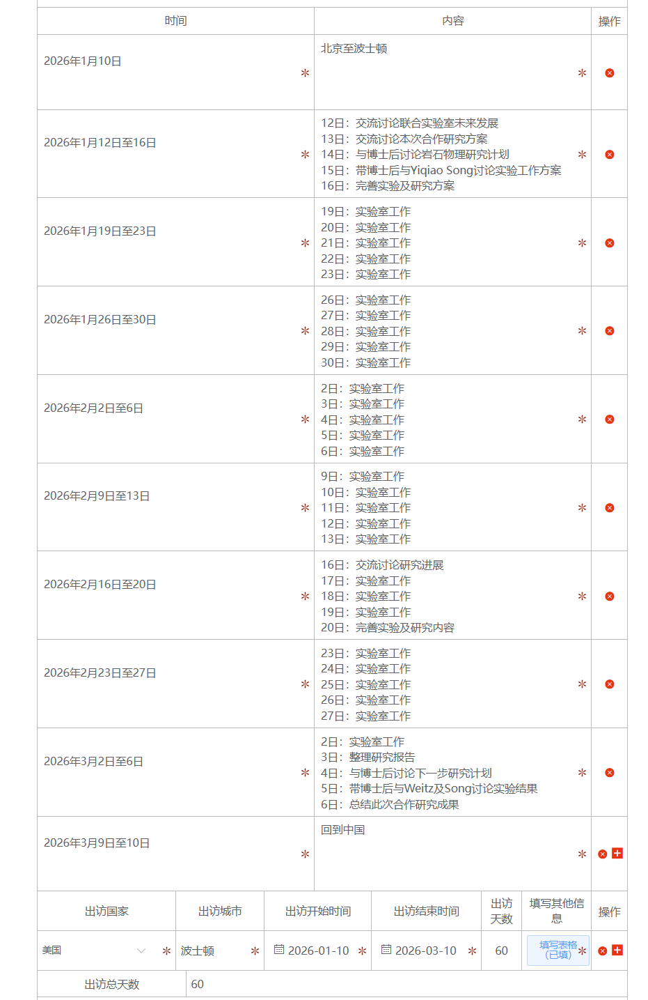 时间 内容 操作
2026年1月10日 * 北京至波士顿 *
2026年1月12日至16日 *
12日：交流讨论联合实验室未来发展
13日：交流讨论本次合作研究方案
14日：与博士后讨论岩石物理研究计划 *
15日：带博士后与Yiqiao Song讨论实验工作方案
16日：完善实验及研究方案
2026年1月19日至23日 *
19日：实验室工作
20日：实验室工作
21日：实验室工作 *
22日：实验室工作
23日：实验室工作
2026年1月26日至30日 *
26日：实验室工作
27日：实验室工作
28日：实验室工作 *
29日：实验室工作
30日：实验室工作
2026年2月2日至6日 *
2日：实验室工作
3日：实验室工作
4日：实验室工作 *
5日：实验室工作
6日：实验室工作
2026年2月9日至13日 *
9日：实验室工作
10日：实验室工作
11日：实验室工作 *
12日：实验室工作
13日：实验室工作
2026年2月16日至20日 *
16日：交流讨论研究进展
17日：实验室工作
18日：实验室工作 *
19日：实验室工作
20日：完善实验及研究内容
2026年2月23日至27日 *
23日：实验室工作
24日：实验室工作
25日：实验室工作 *
26日：实验室工作
27日：实验室工作
2026年3月2日至6日 *
2日：实验室工作
3日：整理研究报告
4日：与博士后讨论下一步研究计划 *
5日：带博士后与Weitz及Song讨论实验结果
6日：总结此次合作研究成果
2026年3月9日至10日 * 回到中国 *
出访国家 出访城市 出访开始时间 出访结束时间 出访
天数 填写其他信
息 操作
美国 * 波士顿 * 2026-01-10 * 2026-03-10 * 60 填写表格
（已填） *
出访总天数 60